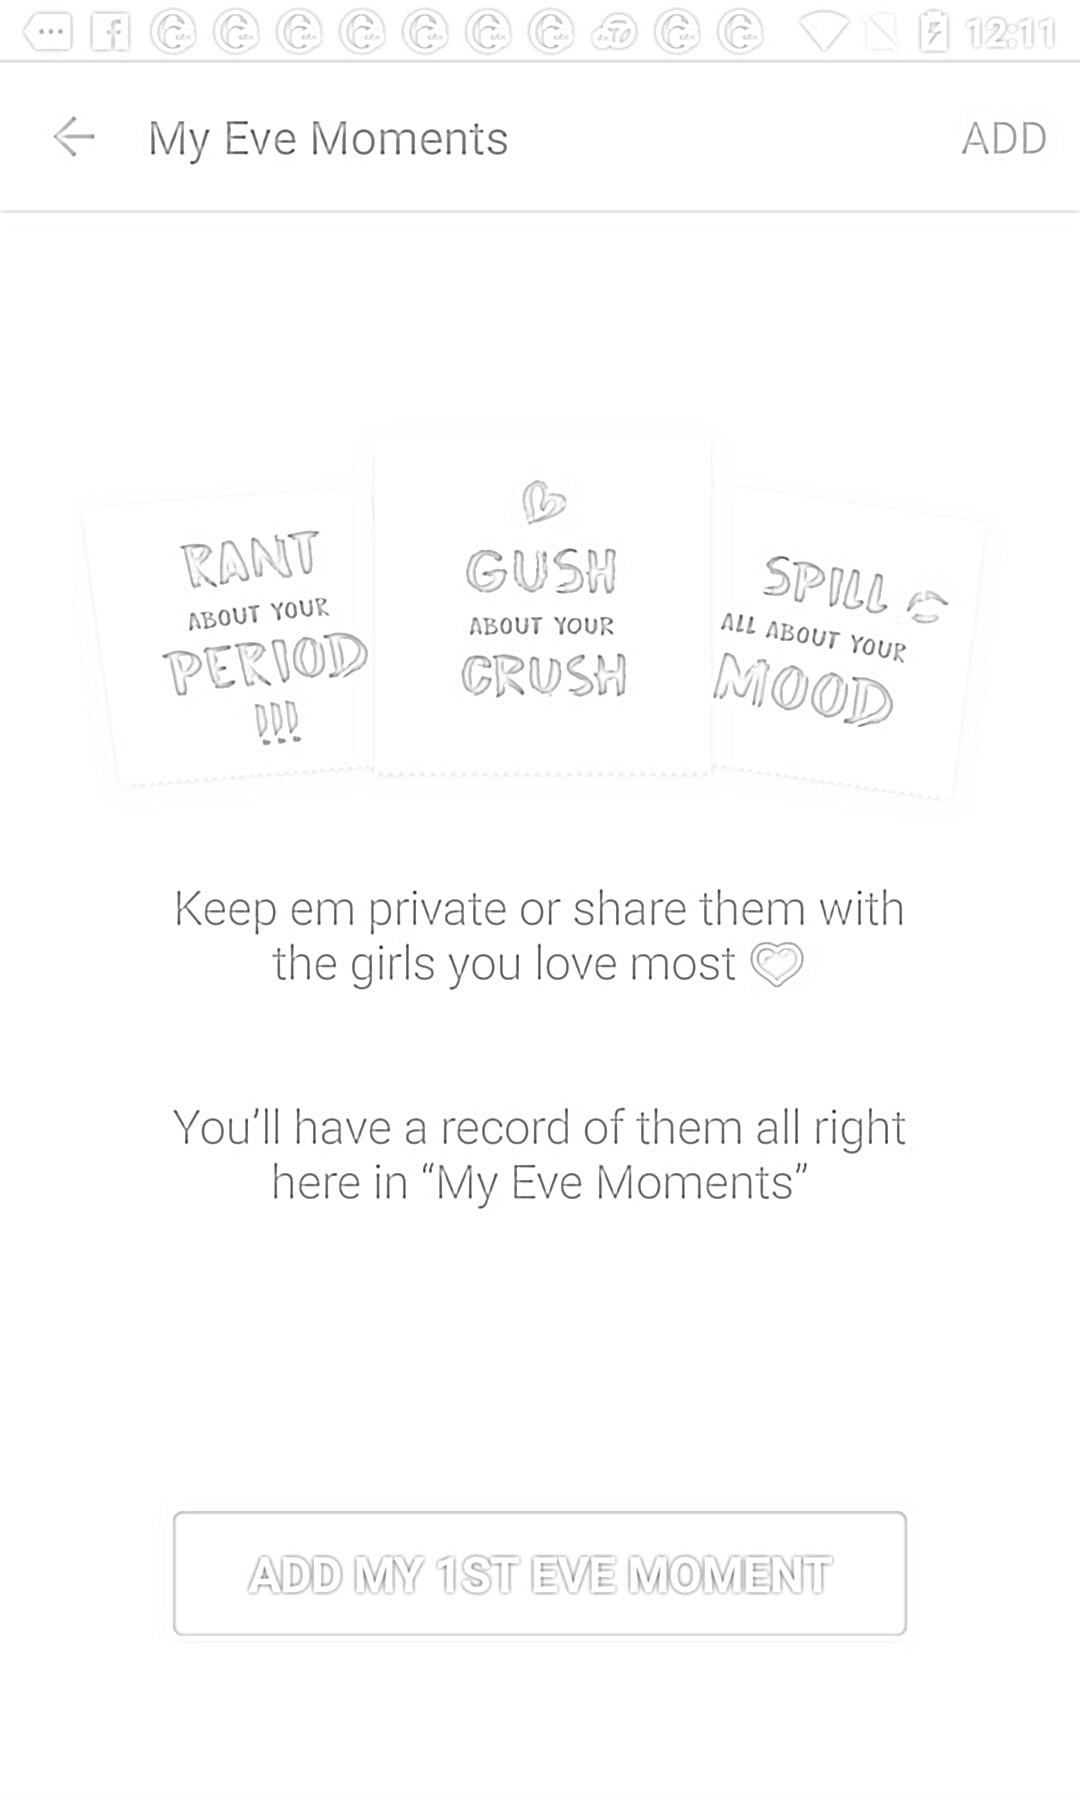 12:11
My Eve Moments
ADD
RANT
ABOUT YOUR
PERIOD
!!!
GUSH
ABOUT YOUR
CRUSH
SPILL
ALL ABOUT YOUR
MOOD
Keep em private or share them with
the girls you love most
You’ll have a record of them all right
here in “My Eve Moments”
ADD MY 1ST EVE MOMENT